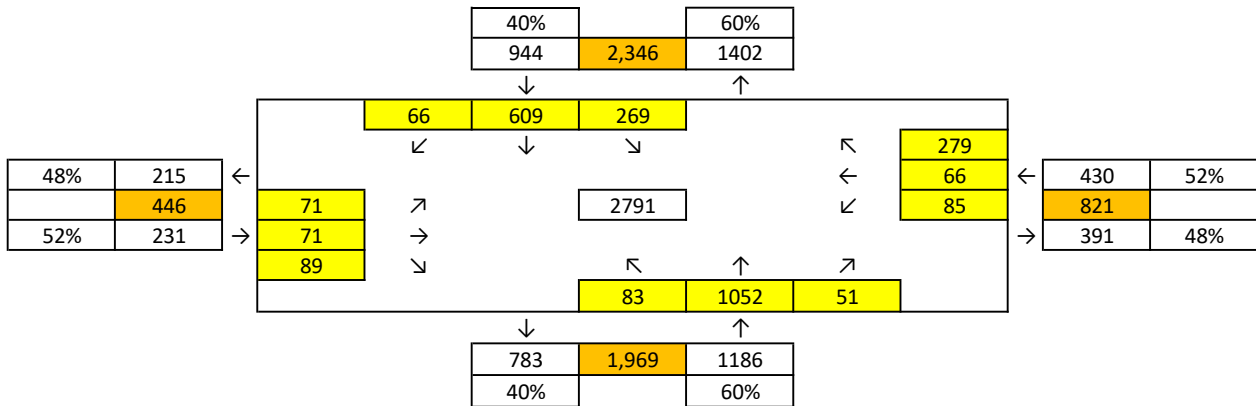 40% 60%
944 2,346 1402
↓ ↑
66 609 269
↙ ↓ ↘ ↖ 279
48% 215 ← ← 66 ← 430 52%
446 71 ↗ 2791 ↙ 85 821
52% 231 → 71 → → 391 48%
89 ↘ ↖ ↑ ↗
83 1052 51
↓ ↑
783 1,969 1186
40% 60%